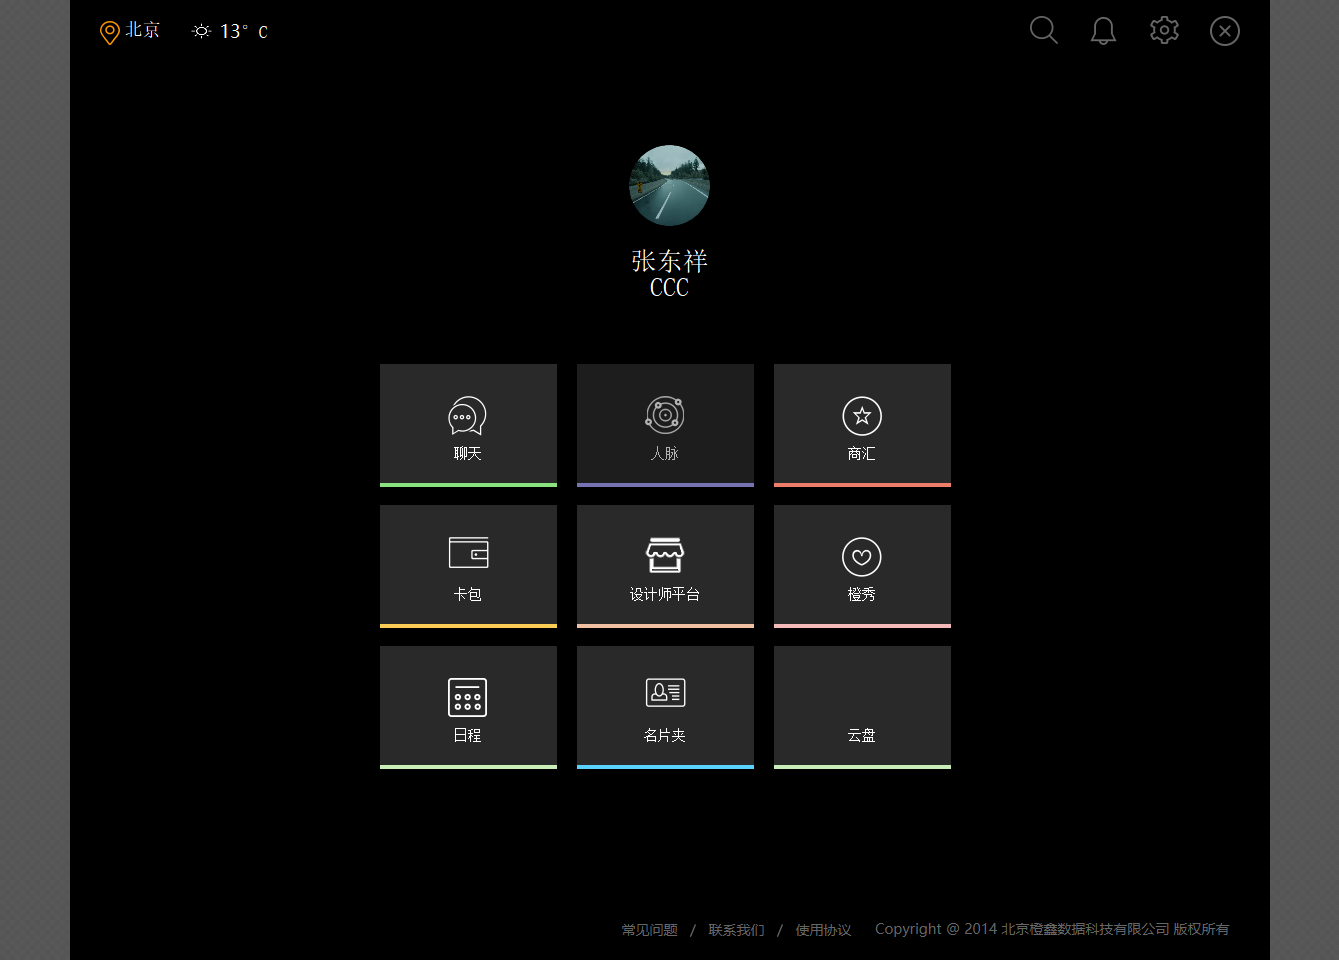 北京 13° C
张东祥
CCC
聊天 人脉 商汇
卡包 设计师平台 橙秀
日程 名片夹 云盘
常见问题 / 联系我们 / 使用协议 Copyright @ 2014 北京橙鑫数据科技有限公司 版权所有